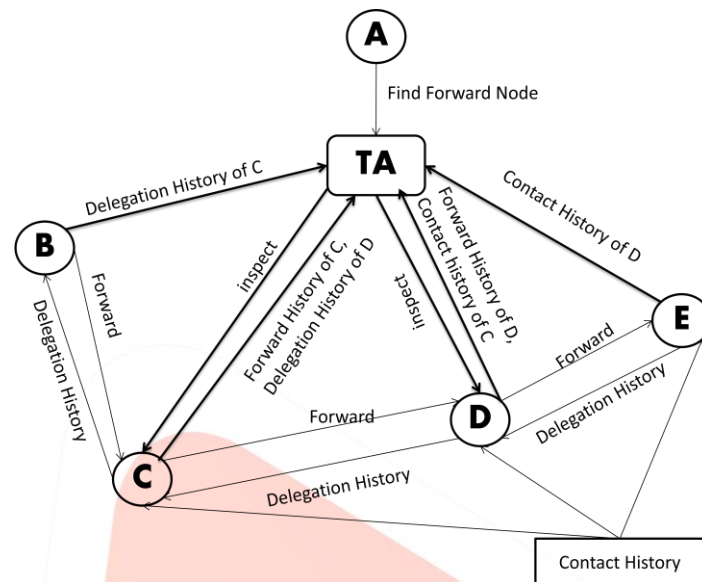 A
Find Forward Node
TA
Delegation History of C
Contact History of D
B
inspect
Forward History of C,
Delegation History of D
inspect
Forward History of D,
Contact history of C
E
Forward
Delegation History
Forward
Delegation History
Forward
D
C
Delegation History
Contact History